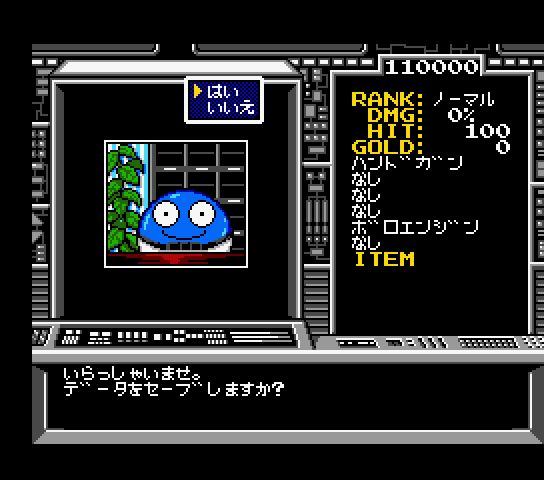 はい
いいえ
110000
RANK: ノーマル
DMG: 0%
HIT: 100
GOLD: 0
ハンドガン
なし
なし
なし
ボロエンジン
なし
ITEM
いらっしゃいませ。
データをセーブしますか?